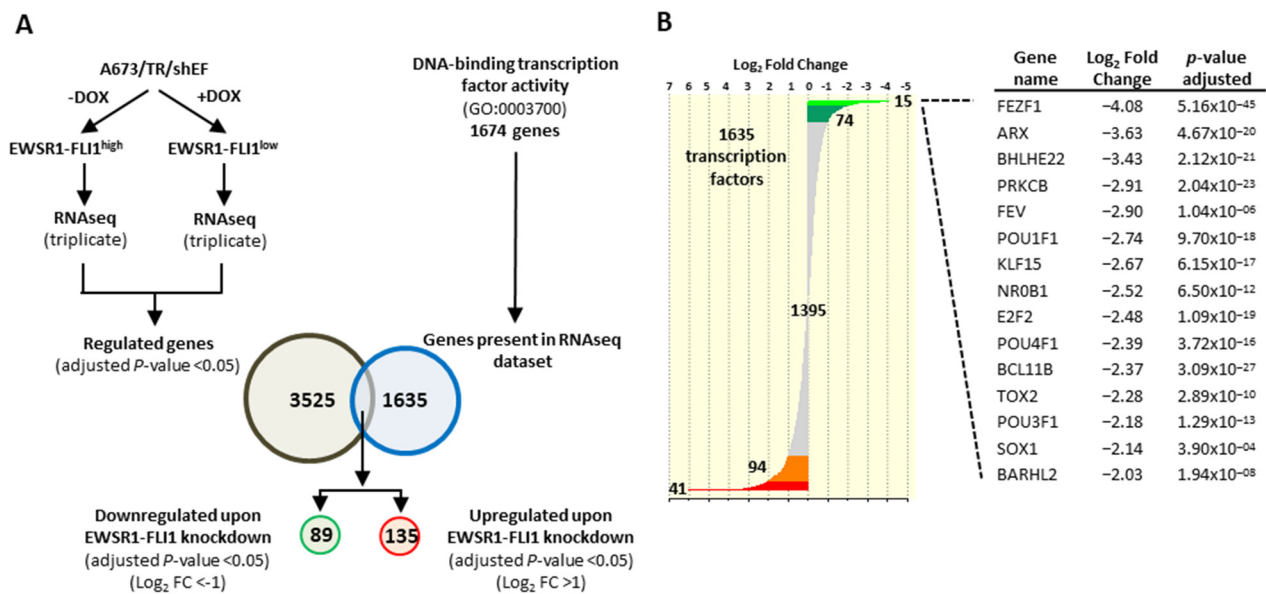 A
A673/TR/shEF
-DOX
+DOX
EWSR1-FLI1high
EWSR1-FLI1low
RNAseq
(triplicate)
RNAseq
(triplicate)
Regulated genes
(adjusted P-value <0.05)
DNA-binding transcription
factor activity
(GO:0003700)
1674 genes
Genes present in RNAseq
dataset
3525
1635
Downregulated upon
EWSR1-FLI1 knockdown
(adjusted P-value <0.05)
(Log2 FC <-1)
89
135
Upregulated upon
EWSR1-FLI1 knockdown
(adjusted P-value <0.05)
(Log2 FC >1)
B
Log2 Fold Change
7 6 5 4 3 2 1 0 -1 -2 -3 -4 -5
15
74
1635
transcription
factors
1395
94
41
Gene name Log2 Fold Change p-value adjusted
FEZF1 −4.08 5.16x10−45
ARX −3.63 4.67x10−20
BHLHE22 −3.43 2.12x10−21
PRKCB −2.91 2.04x10−23
FEV −2.90 1.04x10−06
POU1F1 −2.74 9.70x10−18
KLF15 −2.67 6.15x10−17
NR0B1 −2.52 6.50x10−12
E2F2 −2.48 1.09x10−19
POU4F1 −2.39 3.72x10−16
BCL11B −2.37 3.09x10−27
TOX2 −2.28 2.89x10−10
POU3F1 −2.18 1.29x10−13
SOX1 −2.14 3.90x10−04
BARHL2 −2.03 1.94x10−08